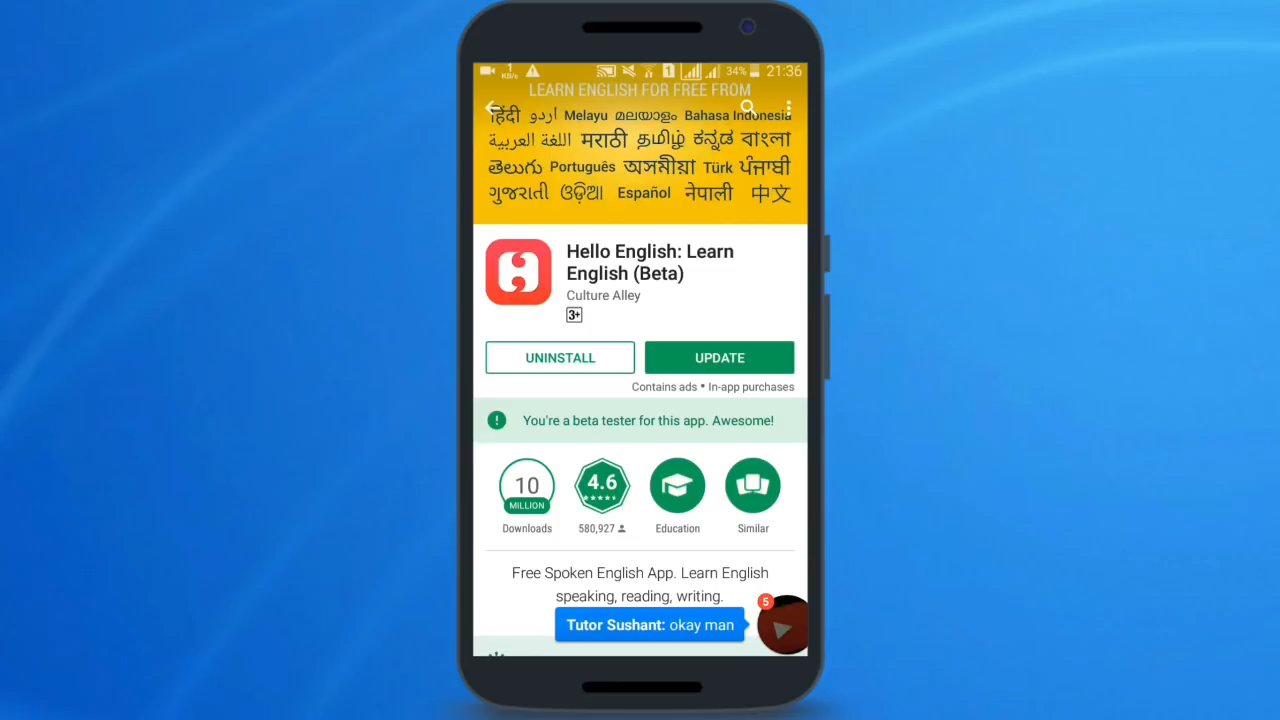 1
KB/s
1
34%
21:36
LEARN ENGLISH FOR FREE FROM
हिंदी اردو Melayu മലയാളം Bahasa Indonesia
اللغة العربية मराठी தமிழ் ಕನ್ನಡ বাংলা
తెలుగు Português অসমীয়া Türk ਪੰਜਾਬੀ
ગુજરાતી ଓଡ଼ିଆ Español नेपाली 中文
Hello English: Learn
English (Beta)
Culture Alley
3+
UNINSTALL
UPDATE
Contains ads • In-app purchases
You're a beta tester for this app. Awesome!
10
MILLION
4.6
Downloads
580,927
Education
Similar
Free Spoken English App. Learn English
speaking, reading, writing.
5
Tutor Sushant: okay man